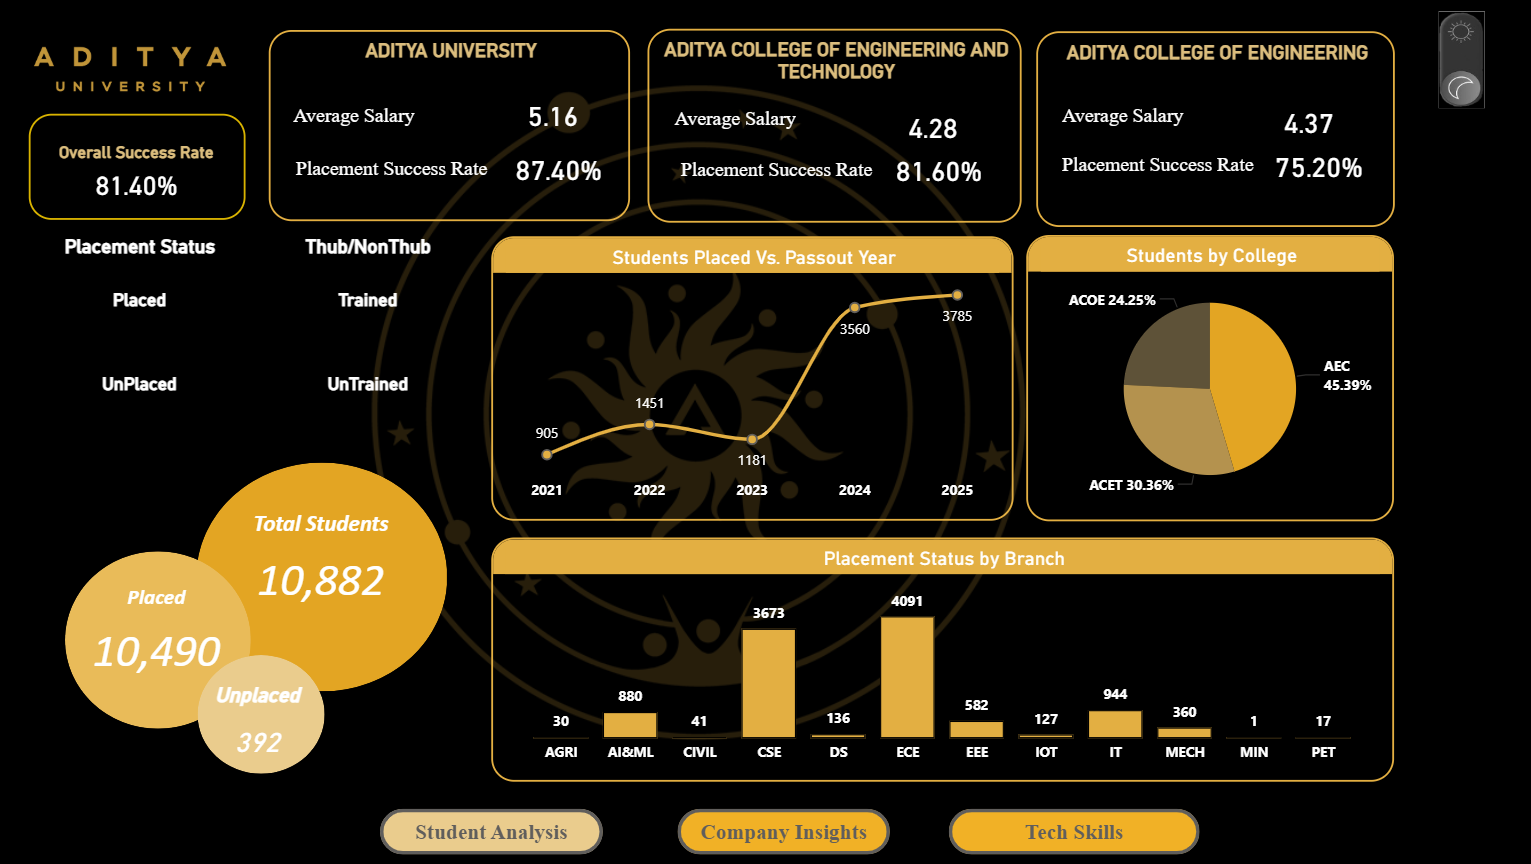 ADITYA
UNIVERSITY
Overall Success Rate
81.40%
ADITYA UNIVERSITY
Average Salary 5.16
Placement Success Rate 87.40%
ADITYA COLLEGE OF ENGINEERING AND
TECHNOLOGY
Average Salary 4.28
Placement Success Rate 81.60%
ADITYA COLLEGE OF ENGINEERING
Average Salary 4.37
Placement Success Rate 75.20%
Placement Status
Placed
UnPlaced
Thub/NonThub
Trained
UnTrained
Total Students
10,882
Placed
10,490
Unplaced
392
Students Placed Vs. Passout Year
905
1451
1181
3560
3785
2021 2022 2023 2024 2025
Students by College
ACOE 24.25%
AEC
45.39%
ACET 30.36%
Placement Status by Branch
30 880 41 3673 136 4091 582 127 944 360 1 17
AGRI AI&ML CIVIL CSE DS ECE EEE IOT IT MECH MIN PET
Student Analysis
Company Insights
Tech Skills